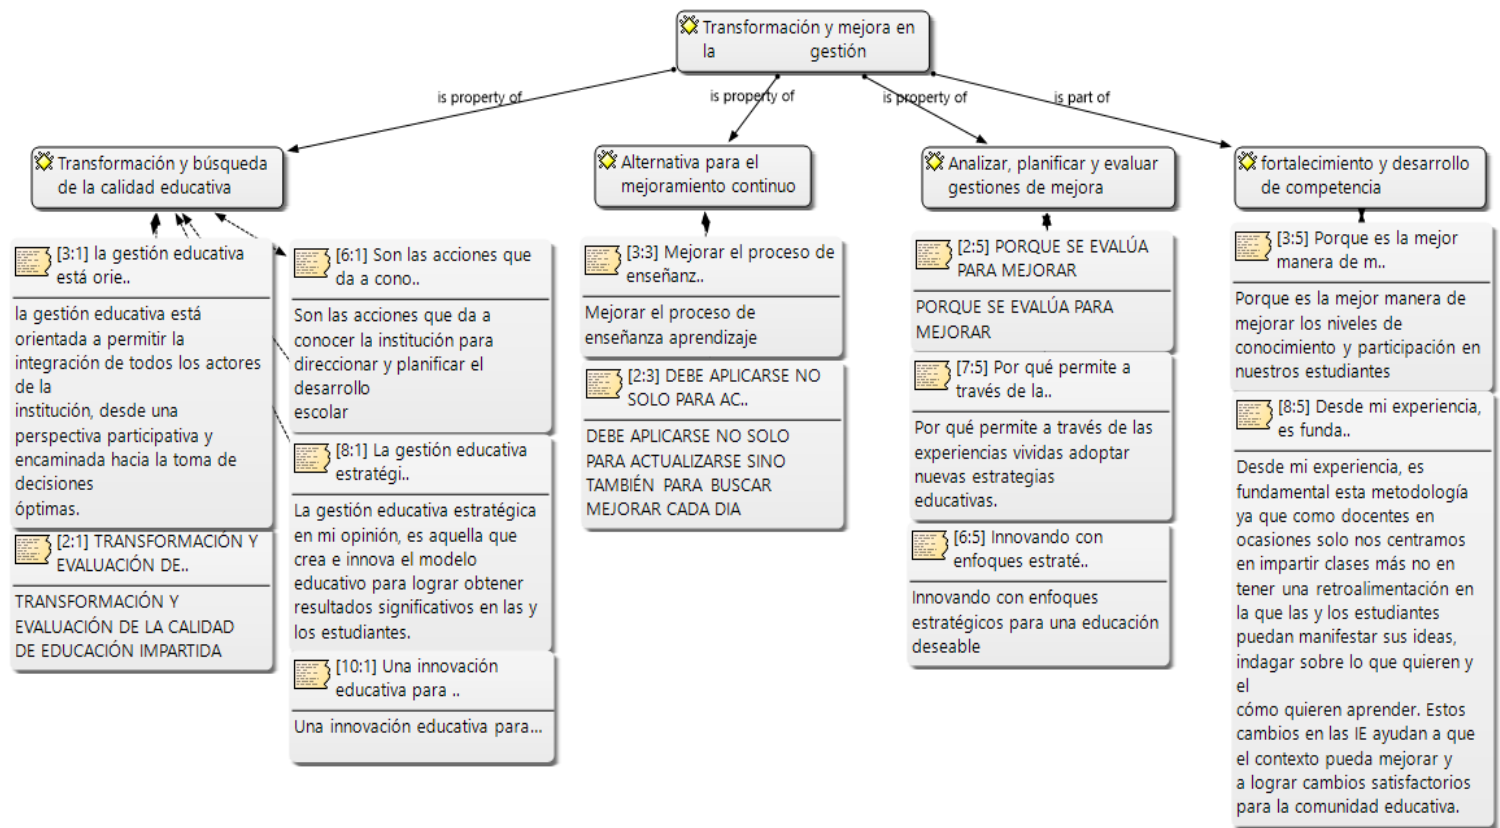 Transformación y mejora en
la gestión
is property of
is property of
is property of
is part of
Transformación y búsqueda
de la calidad educativa
Alternativa para el
mejoramiento continuo
Analizar, planificar y evaluar
gestiones de mejora
fortalecimiento y desarrollo
de competencia
[3:1] la gestión educativa
está orie..
la gestión educativa está
orientada a permitir la
integración de todos los actores
de la
institución, desde una
perspectiva participativa y
encaminada hacia la toma de
decisiones
óptimas.
[2:1] TRANSFORMACIÓN Y
EVALUACIÓN DE..
TRANSFORMACIÓN Y
EVALUACIÓN DE LA CALIDAD
DE EDUCACIÓN IMPARTIDA
[6:1] Son las acciones que
da a cono..
Son las acciones que da a
conocer la institución para
direccionar y planificar el
desarrollo
escolar
[8:1] La gestión educativa
estratégi..
La gestión educativa estratégica
en mi opinión, es aquella que
crea e innova el modelo
educativo para lograr obtener
resultados significativos en las y
los estudiantes.
[10:1] Una innovación
educativa para ..
Una innovación educativa para...
[3:3] Mejorar el proceso de
enseñanz..
Mejorar el proceso de
enseñanza aprendizaje
[2:3] DEBE APLICARSE NO
SOLO PARA AC..
DEBE APLICARSE NO SOLO
PARA ACTUALIZARSE SINO
TAMBIÉN PARA BUSCAR
MEJORAR CADA DIA
[2:5] PORQUE SE EVALÚA
PARA MEJORAR
PORQUE SE EVALÚA PARA
MEJORAR
[7:5] Por qué permite a
través de la..
Por qué permite a través de las
experiencias vividas adoptar
nuevas estrategias
educativas.
[6:5] Innovando con
enfoques estraté..
Innovando con enfoques
estratégicos para una educación
deseable
[3:5] Porque es la mejor
manera de m..
Porque es la mejor manera de
mejorar los niveles de
conocimiento y participación en
nuestros estudiantes
[8:5] Desde mi experiencia,
es funda..
Desde mi experiencia, es
fundamental esta metodología
ya que como docentes en
ocasiones solo nos centramos
en impartir clases más no en
tener una retroalimentación en
la que las y los estudiantes
puedan manifestar sus ideas,
indagar sobre lo que quieren y
el
cómo quieren aprender. Estos
cambios en las IE ayudan a que
el contexto pueda mejorar y
a lograr cambios satisfactorios
para la comunidad educativa.